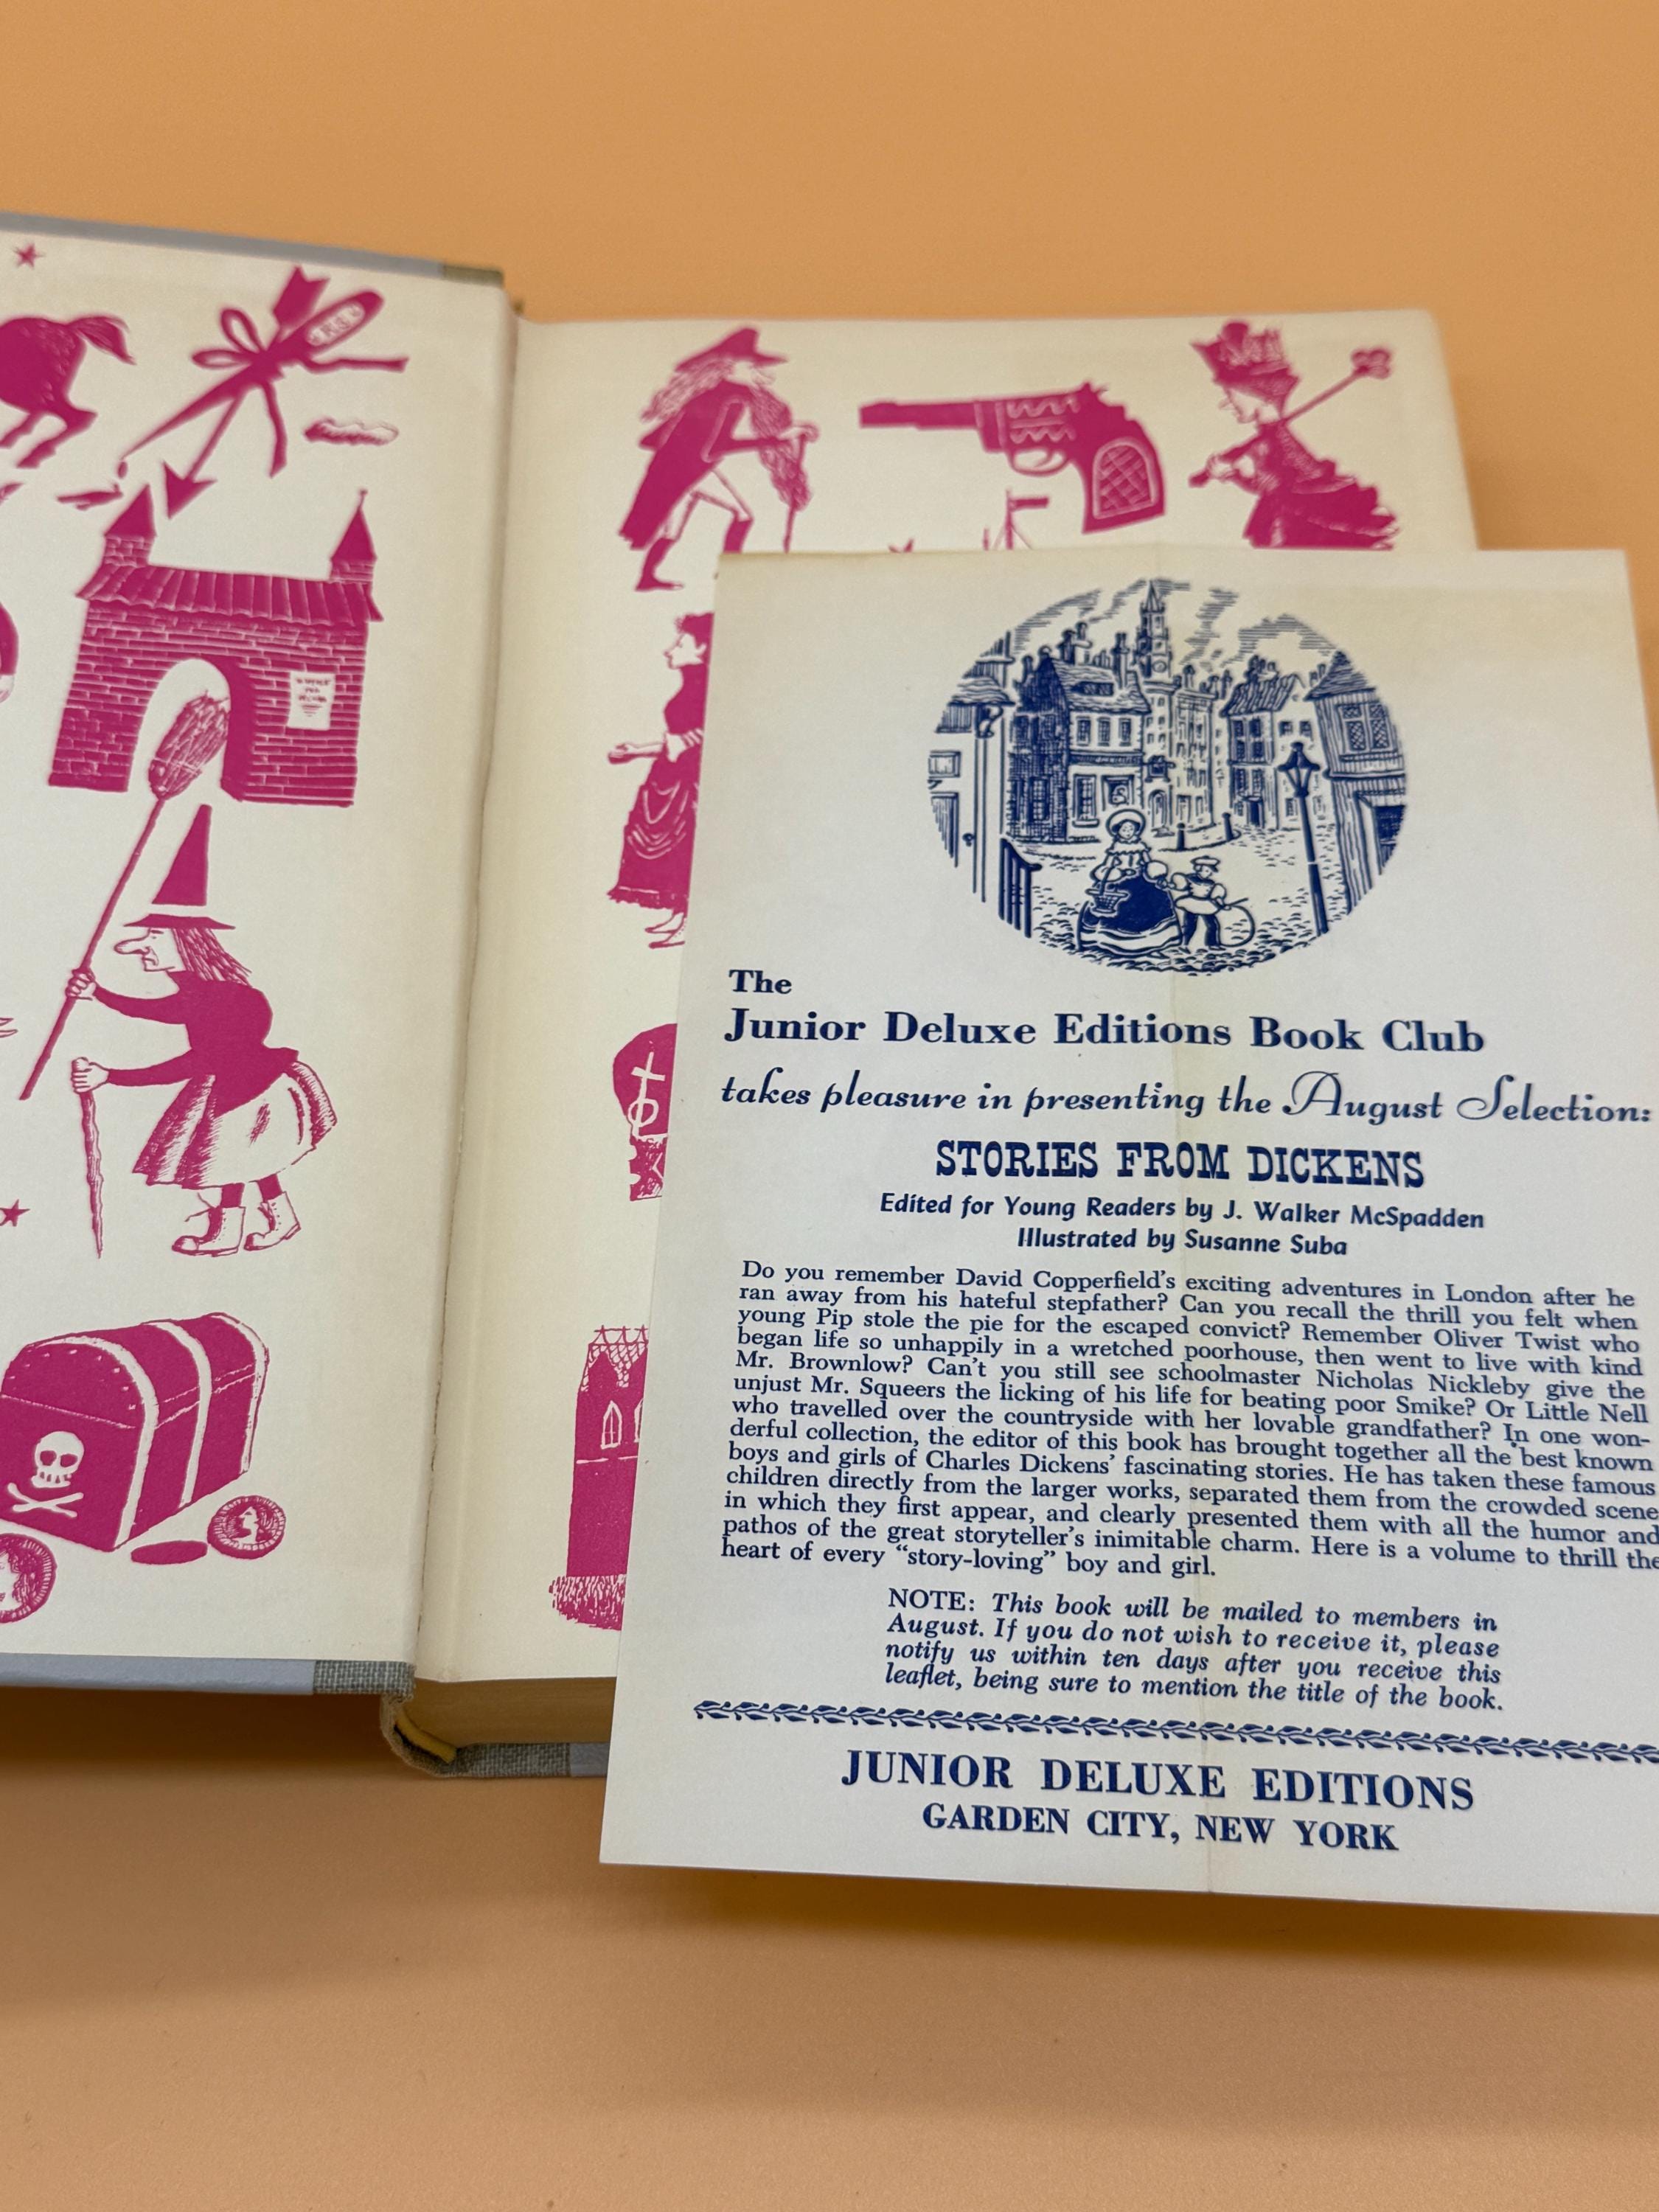 The
Junior Deluxe Editions Book Club
takes pleasure in presenting the August Selection:
STORIES FROM DICKENS
Edited for Young Readers by J. Walker McSpadden
Illustrated by Susanne Suba
Do you remember David Copperfield's exciting adventures in London after he
ran away from his hateful stepfather? Can you recall the thrill you felt when
young Pip stole the pie for the escaped convict? Remember Oliver Twist who
began life so unhappily in a wretched poorhouse, then went to live with kind
Mr. Brownlow? Can't you still see schoolmaster Nicholas Nickleby give the
unjust Mr. Squeers the licking of his life for beating poor Smike? Or Little Nell
who travelled over the countryside with her lovable grandfather? In one won-
derful collection, the editor of this book has brought together all the best known
boys and girls of Charles Dickens' fascinating stories. He has taken these famous
children directly from the larger works, separated them from the crowded scene
in which they first appear, and clearly presented them with all the humor and
pathos of the great storyteller's inimitable charm. Here is a volume to thrill the
heart of every "story-loving" boy and girl.
NOTE: This book will be mailed to members in
August. If you do not wish to receive it, please
notify us within ten days after you receive this
leaflet, being sure to mention the title of the book.
JUNIOR DELUXE EDITIONS
GARDEN CITY, NEW YORK